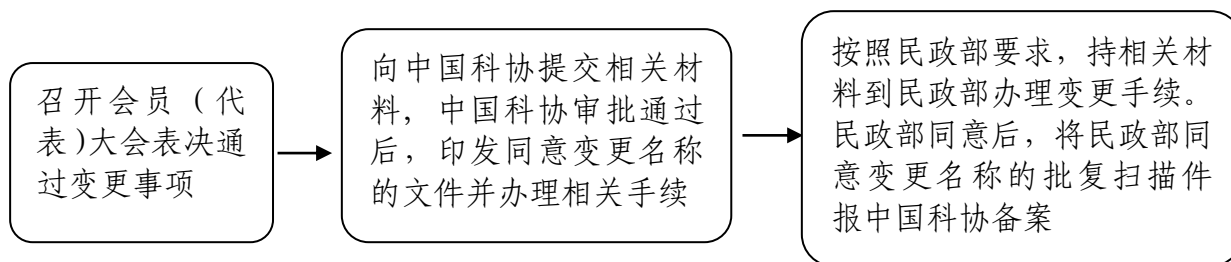 召开会员（代
表）大会表决通
过变更事项
向中国科协提交相关材
料，中国科协审批通过
后，印发同意变更名称
的文件并办理相关手续
按照民政部要求，持相关材
料到民政部办理变更手续。
民政部同意后，将民政部同
意变更名称的批复扫描件
报中国科协备案